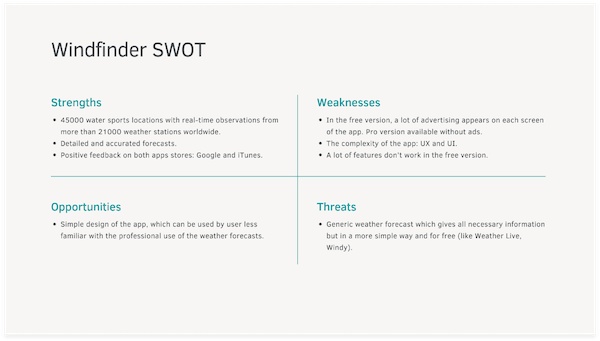 Windfinder SWOT
Strengths
• 45000 water sports locations with real-time observations from
more than 21000 weather stations worldwide.
• Detailed and accurated forecasts.
• Positive feedback on both apps stores: Google and iTunes.
Weaknesses
• In the free version, a lot of advertising appears on each screen
of the app. Pro version available without ads.
• The complexity of the app: UX and UI.
• A lot of features don't work in the free version.
Opportunities
• Simple design of the app, which can be used by user less
familiar with the professional use of the weather forecasts.
Threats
• Generic weather forecast which gives all necessary information
but in a more simple way and for free (like Weather Live,
Windy).